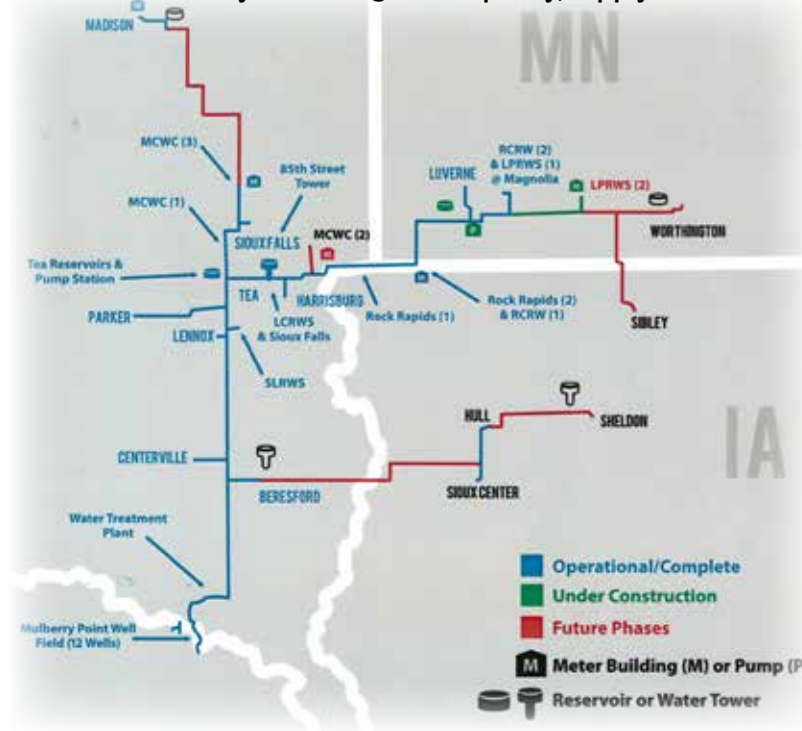 MADISON
MN
MCWC (3)
85th Street
Tower
RCRW (2)
& LPRWS (1)
@ Magnolia
LUVERNE
M
LPRWS (2)
MCWC (1)
SIOUX FALLS
MCWC (2)
WORTHINGTON
Tea Reservoirs &
Pump Station
TEA
HARRISBURG
Rock Rapids (1)
Rock Rapids (2)
& RCRW (1)
PARKER
LCRWS
& Sioux Falls
LENNOX
SIBLEY
SLRWS
HULL
SHELDON
IA
CENTERVILLE
BERESFORD
SIOUX CENTER
Water Treatment
Plant
Operational/Complete
Under Construction
Future Phases
Mulberry Point Well
Field (12 Wells)
M Meter Building (M) or Pump (P
Reservoir or Water Tower